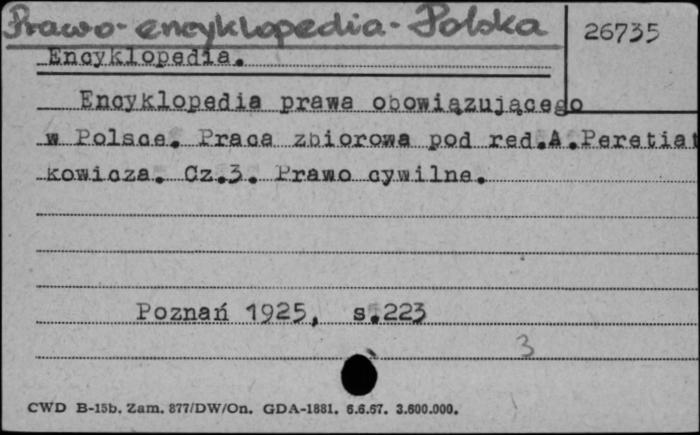 Prawo-encyklopedia-Polska
26735
Encyklopedia.
Encyklopedia prawa obowiązującego
w Polsce. Praca zbiorowa pod red.A.Peretiat
kowicza. Cz.3. Prawo cywilne.
Poznań 1925, s.223
3
CWD B-15b. Zam. 877/DW/On. GDA-1881. 6.6.67. 3.600.000.